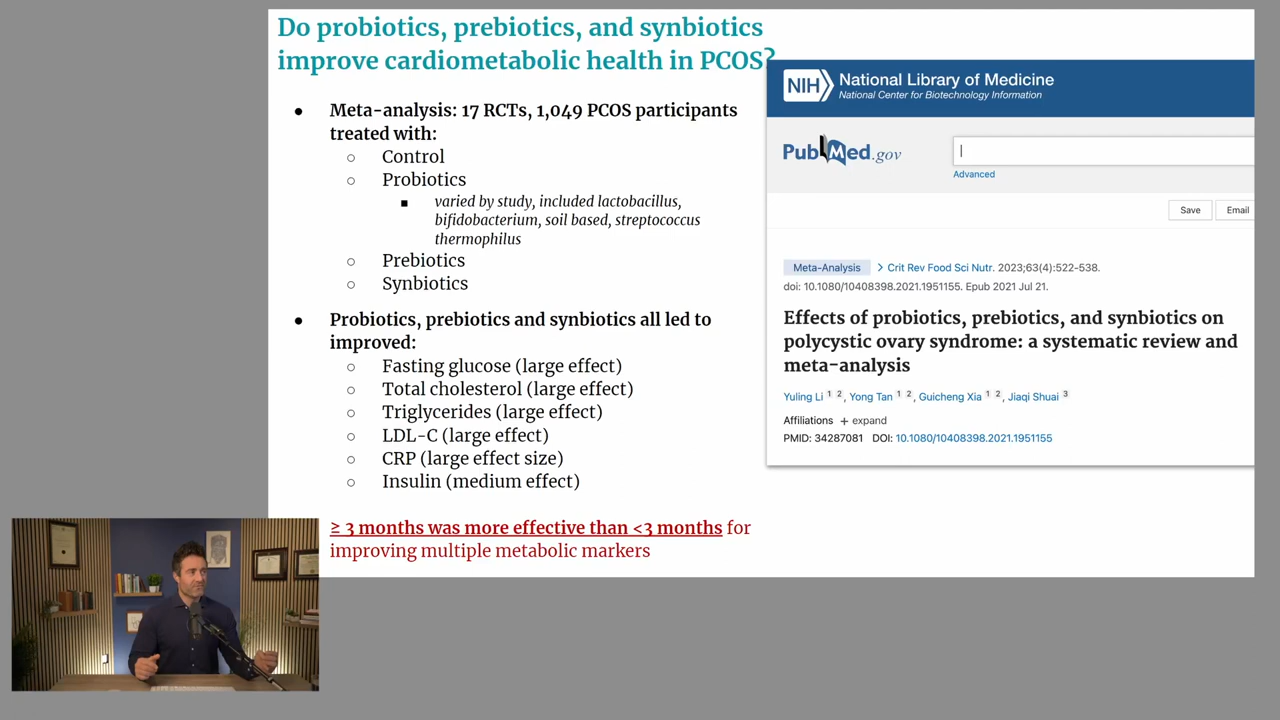 Do probiotics, prebiotics, and synbiotics
improve cardiometabolic health in PCOS?
● Meta-analysis: 17 RCTs, 1,049 PCOS participants
treated with:
○ Control
○ Probiotics
■ varied by study, included lactobacillus,
bifidobacterium, soil based, streptococcus
thermophilus
○ Prebiotics
○ Synbiotics
● Probiotics, prebiotics and synbiotics all led to
improved:
○ Fasting glucose (large effect)
○ Total cholesterol (large effect)
○ Triglycerides (large effect)
○ LDL-C (large effect)
○ CRP (large effect size)
○ Insulin (medium effect)
≥ 3 months was more effective than <3 months for
improving multiple metabolic markers
NIH National Library of Medicine
National Center for Biotechnology Information
PubMed.gov
Advanced
Save Email
Meta-Analysis > Crit Rev Food Sci Nutr. 2023;63(4):522-538.
doi: 10.1080/10408398.2021.1951155. Epub 2021 Jul 21.
Effects of probiotics, prebiotics, and synbiotics on
polycystic ovary syndrome: a systematic review and
meta-analysis
Yuling Li 1 2, Yong Tan 1 2, Guicheng Xia 1 2, Jiaqi Shuai 3
Affiliations + expand
PMID: 34287081 DOI: 10.1080/10408398.2021.1951155